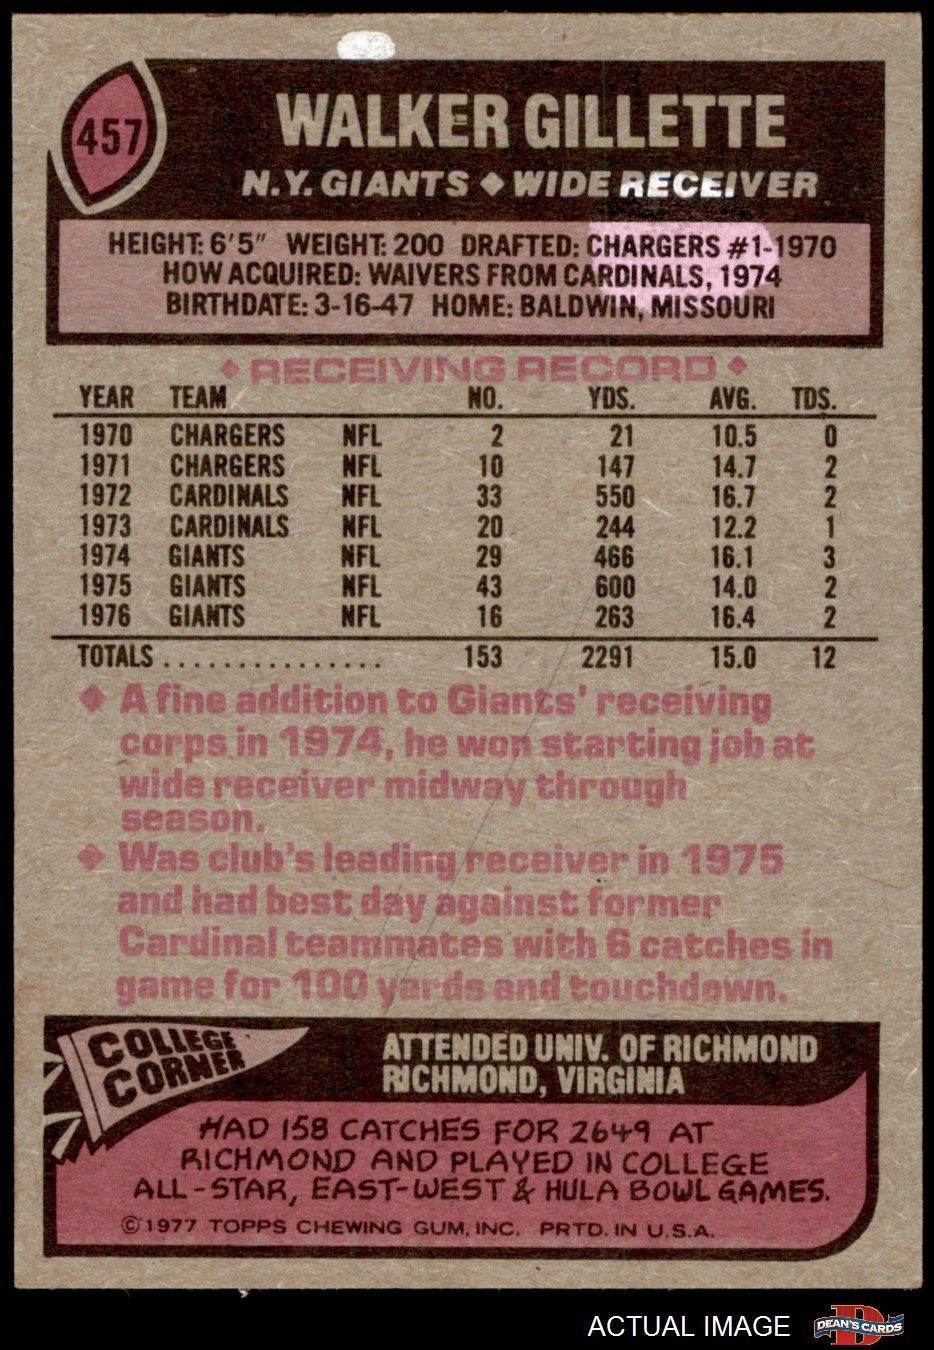 457
WALKER GILLETTE
N.Y. GIANTS ◆ WIDE RECEIVER
HEIGHT: 6'5" WEIGHT: 200 DRAFTED: CHARGERS #1-1970
HOW ACQUIRED: WAIVERS FROM CARDINALS, 1974
BIRTHDATE: 3-16-47 HOME: BALDWIN, MISSOURI
◆ RECEIVING RECORD ◆
YEAR TEAM NO. YDS. AVG. TDS.
1970 CHARGERS NFL 2 21 10.5 0
1971 CHARGERS NFL 10 147 14.7 2
1972 CARDINALS NFL 33 550 16.7 2
1973 CARDINALS NFL 20 244 12.2 1
1974 GIANTS NFL 29 466 16.1 3
1975 GIANTS NFL 43 600 14.0 2
1976 GIANTS NFL 16 263 16.4 2
TOTALS . . . . . . . . . . . . . . . 153 2291 15.0 12
◆ A fine addition to Giants' receiving
corps in 1974, he won starting job at
wide receiver midway through
season.
◆ Was club's leading receiver in 1975
and had best day against former
Cardinal teammates with 6 catches in
game for 100 yards and touchdown.
COLLEGE
CORNER
ATTENDED UNIV. OF RICHMOND
RICHMOND, VIRGINIA
HAD 158 CATCHES FOR 2649 AT
RICHMOND AND PLAYED IN COLLEGE
ALL-STAR, EAST-WEST & HULA BOWL GAMES.
©1977 TOPPS CHEWING GUM, INC. PRTD. IN U.S.A.
ACTUAL IMAGE
D
DEAN'S CARDS